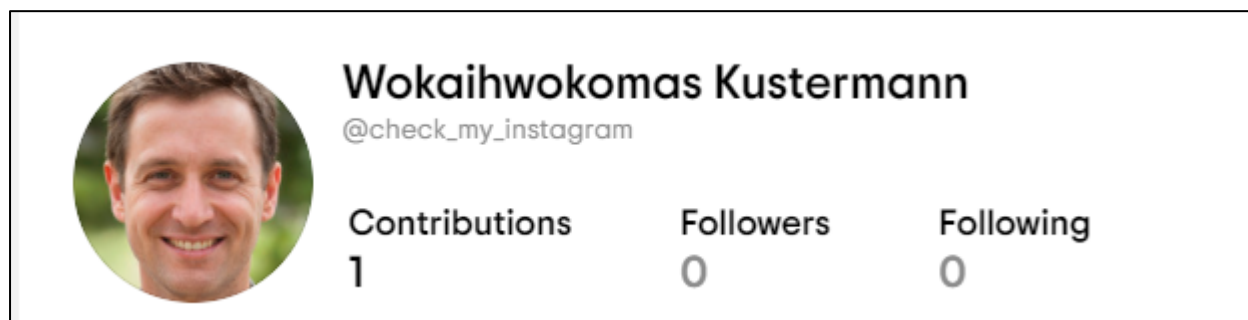 Wokaihwokomas Kustermann
@check_my_instagram
Contributions Followers Following
1 0 0